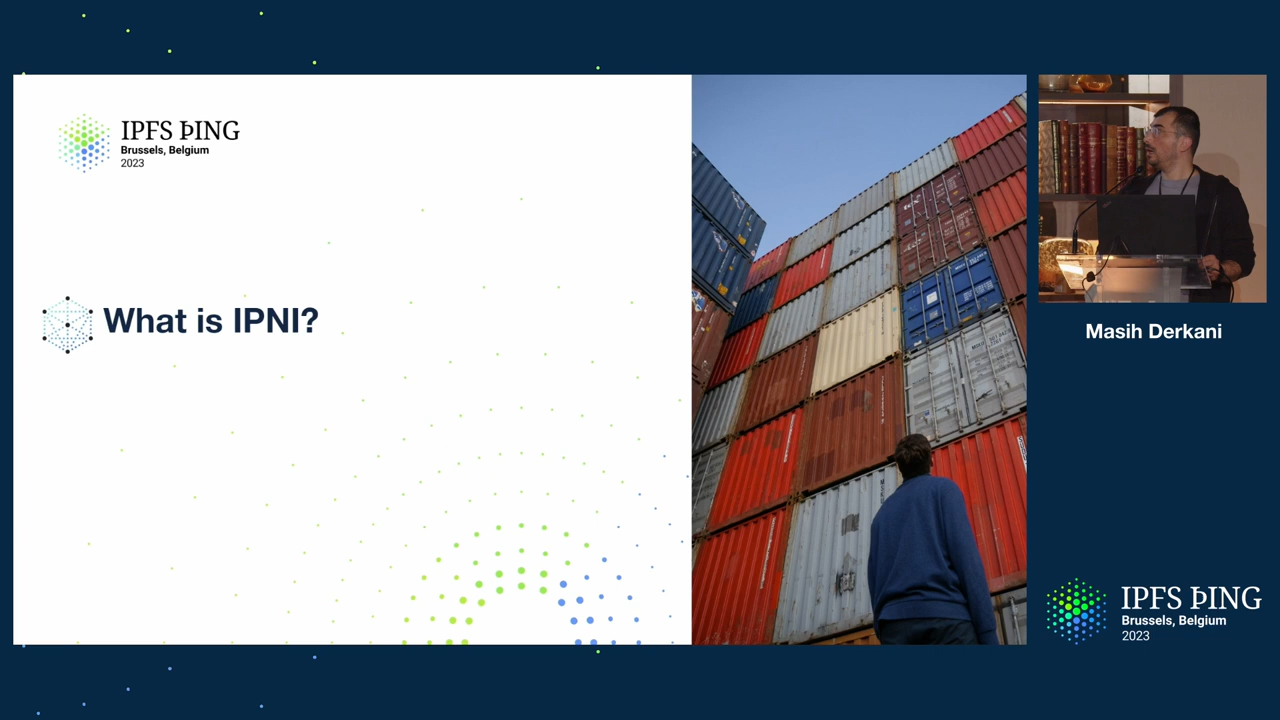 IPFS ÞING
Brussels, Belgium
2023
What is IPNI?
Masih Derkani
IPFS ÞING
Brussels, Belgium
2023